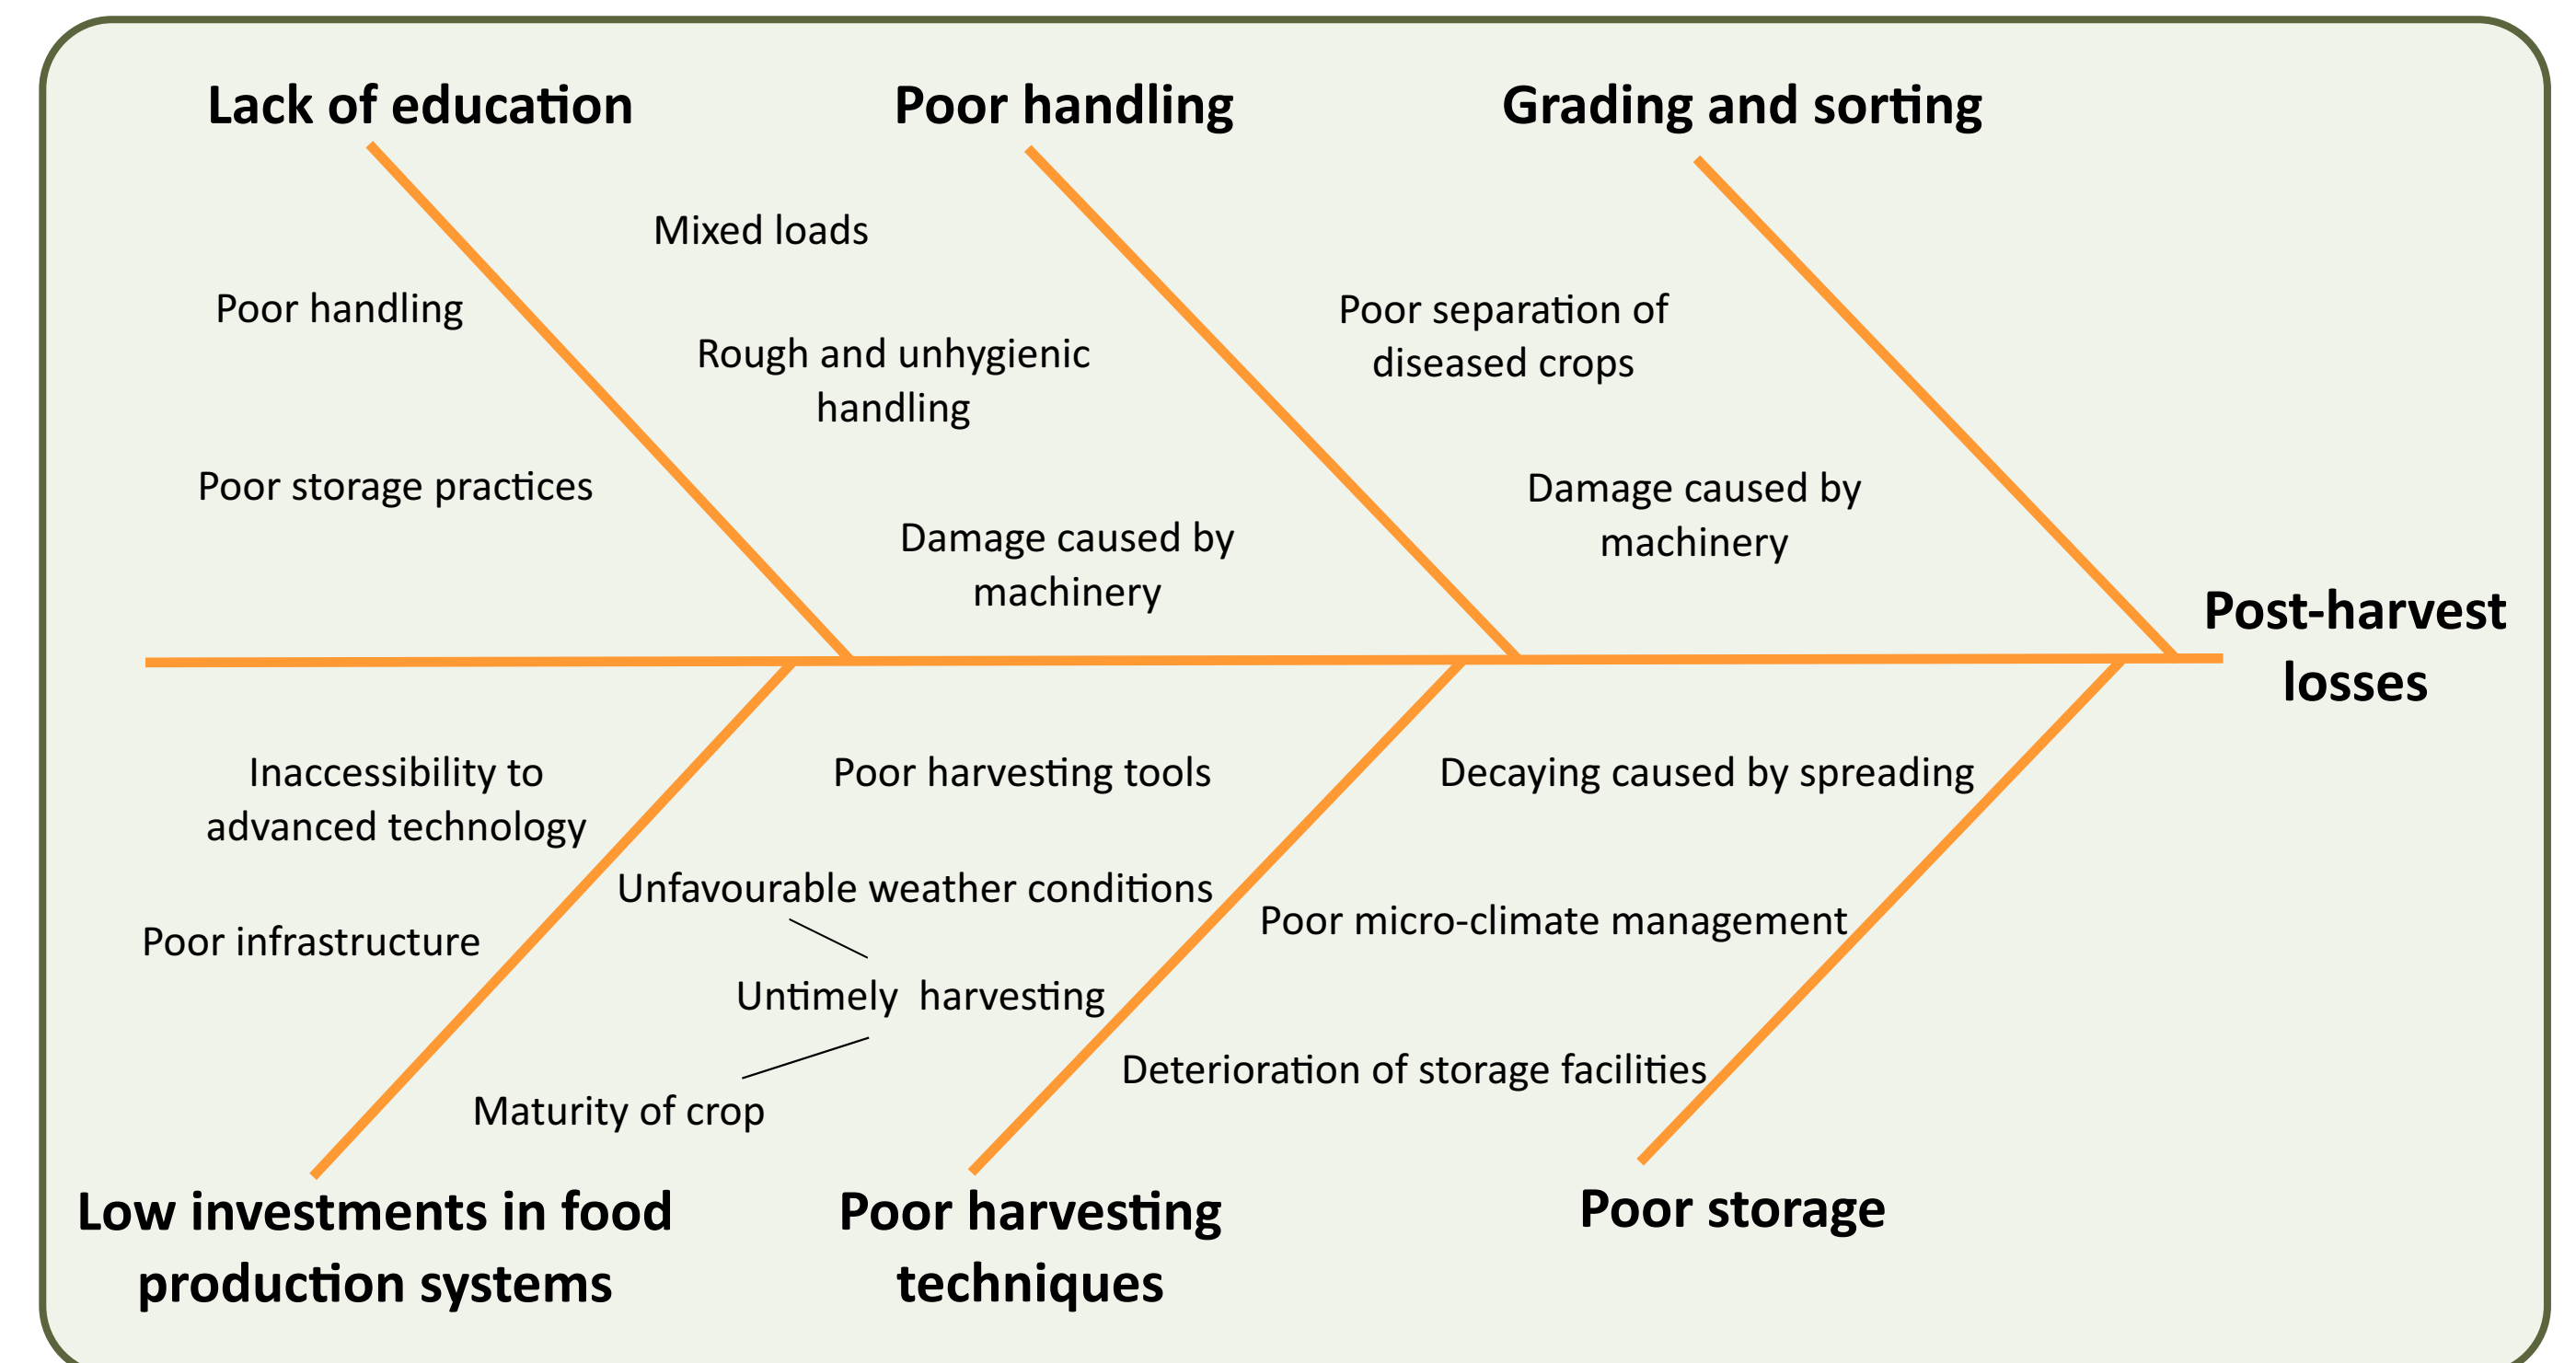 Lack of education
Poor handling
Grading and sorting
Mixed loads
Poor handling
Rough and unhygienic
handling
Poor separation of
diseased crops
Poor storage practices
Damage caused by
machinery
Damage caused by
machinery
Post-harvest
losses
Inaccessibility to
advanced technology
Poor harvesting tools
Decaying caused by spreading
Unfavourable weather conditions
Poor infrastructure
Poor micro-climate management
Untimely harvesting
Deterioration of storage facilities
Maturity of crop
Low investments in food
production systems
Poor harvesting
techniques
Poor storage